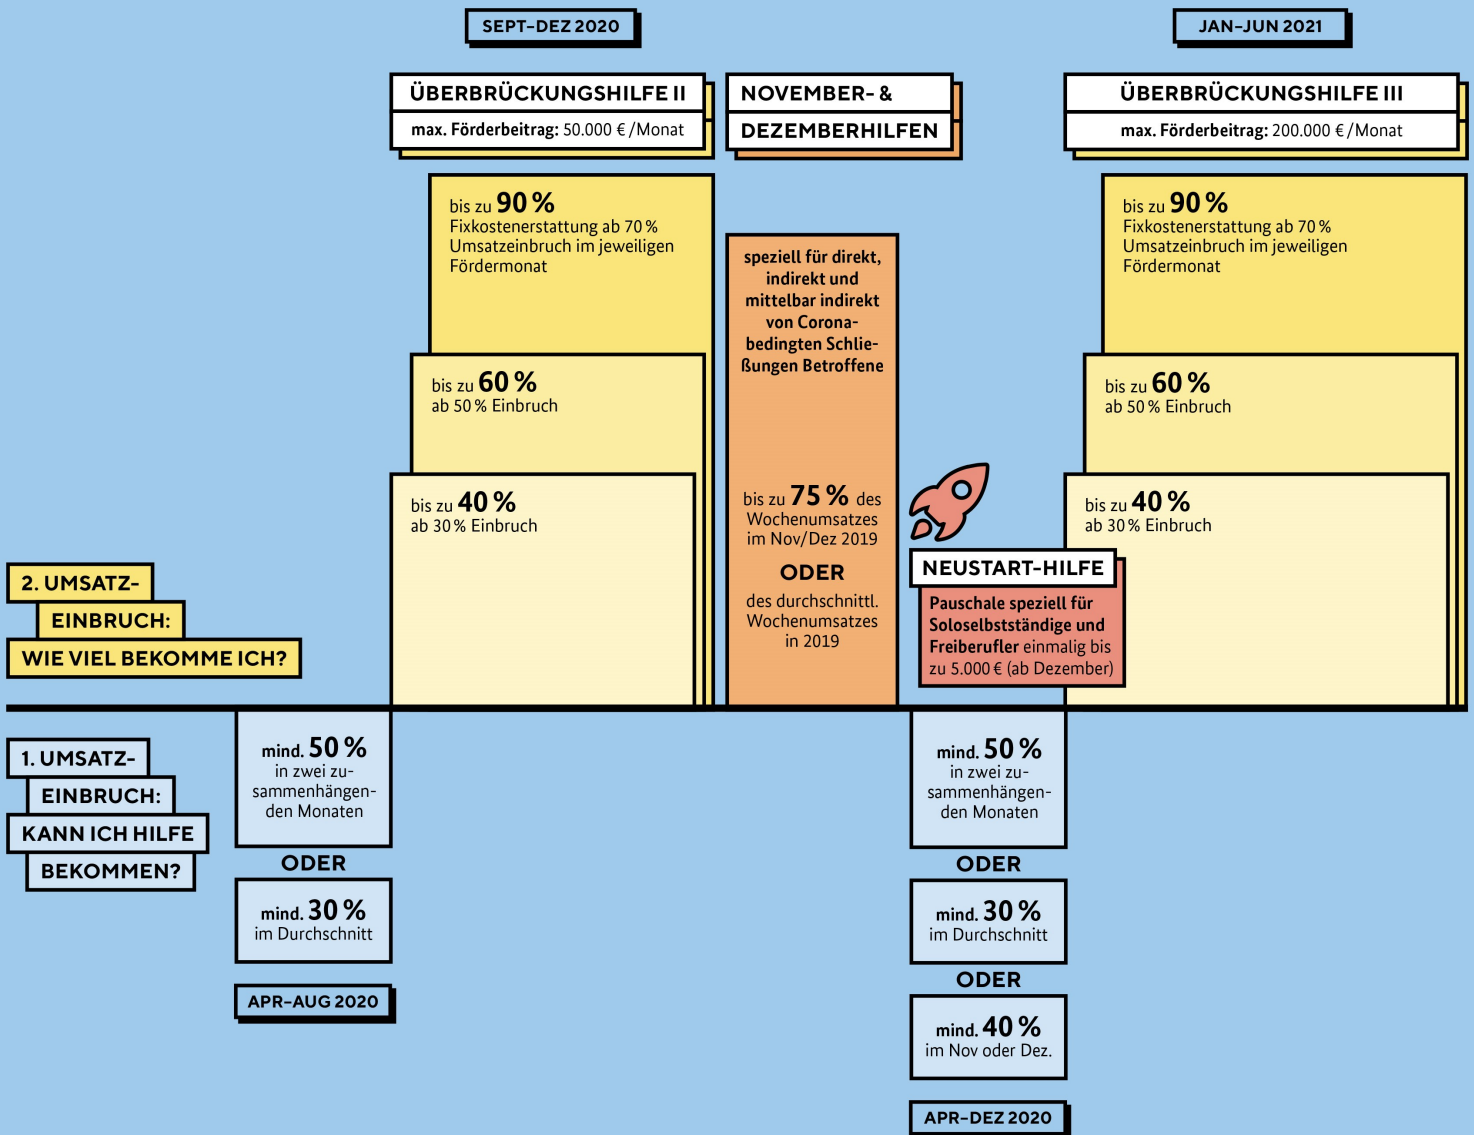 SEPT–DEZ 2020
ÜBERBRÜCKUNGSHILFE II
max. Förderbeitrag: 50.000 €/Monat
bis zu 90 %
Fixkostenerstattung ab 70 %
Umsatzeinbruch im jeweiligen
Fördermonat
bis zu 60 %
ab 50 % Einbruch
bis zu 40 %
ab 30 % Einbruch
NOVEMBER- &
DEZEMBERHILFEN
speziell für direkt,
indirekt und
mittelbar indirekt
von Corona-
bedingten Schlie-
ßungen Betroffene
bis zu 75 % des
Wochenumsatzes
im Nov/Dez 2019
ODER
des durchschnittl.
Wochenumsatzes
in 2019
NEUSTART-HILFE
Pauschale speziell für
Soloselbstständige und
Freiberufler einmalig bis
zu 5.000 € (ab Dezember)
JAN–JUN 2021
ÜBERBRÜCKUNGSHILFE III
max. Förderbeitrag: 200.000 €/Monat
bis zu 90 %
Fixkostenerstattung ab 70 %
Umsatzeinbruch im jeweiligen
Fördermonat
bis zu 60 %
ab 50 % Einbruch
bis zu 40 %
ab 30 % Einbruch
2. UMSATZ-
EINBRUCH:
WIE VIEL BEKOMME ICH?
1. UMSATZ-
EINBRUCH:
KANN ICH HILFE
BEKOMMEN?
mind. 50 %
in zwei zu-
sammenhängen-
den Monaten
ODER
mind. 30 %
im Durchschnitt
APR–AUG 2020
mind. 50 %
in zwei zu-
sammenhängen-
den Monaten
ODER
mind. 30 %
im Durchschnitt
ODER
mind. 40 %
im Nov oder Dez.
APR–DEZ 2020